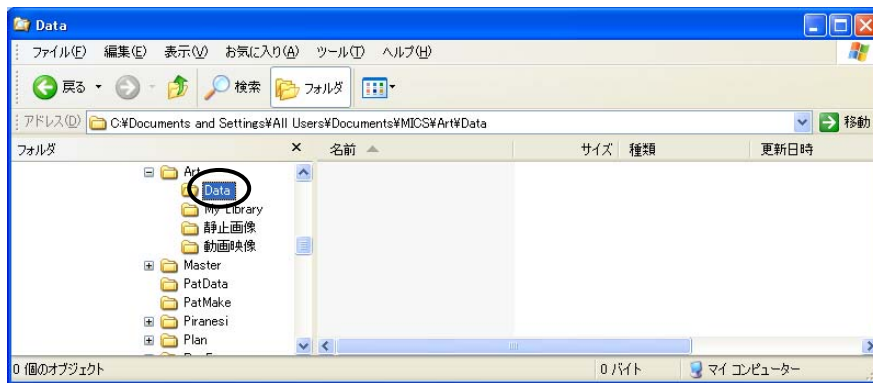 Data
ファイル(F) 編集(E) 表示(V) お気に入り(A) ツール(T) ヘルプ(H)
戻る 検索 フォルダ
アドレス(D) C:¥Documents and Settings¥All Users¥Documents¥MICS¥Art¥Data 移動
フォルダ × 名前 サイズ 種類 更新日時
Art
Data
My Library
静止画像
動画映像
Master
PatData
PatMake
Piranesi
Plan
0 個のオブジェクト 0 バイト マイ コンピューター